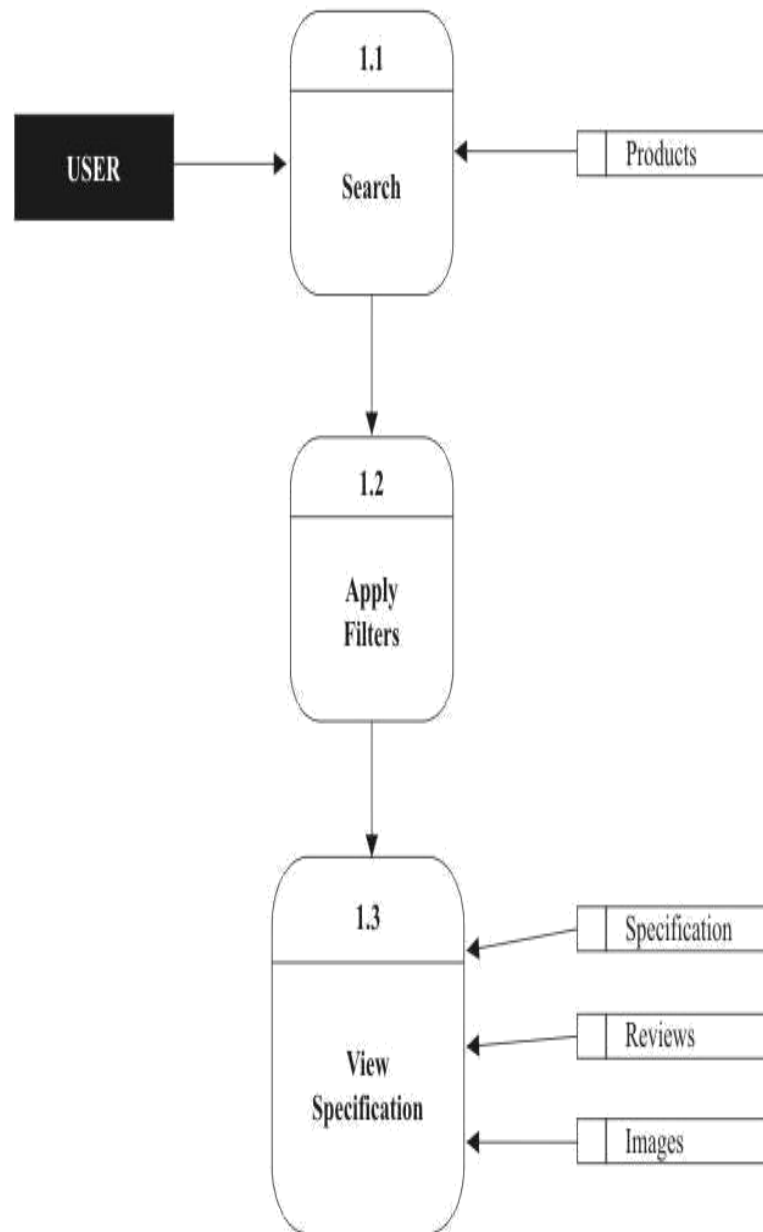 1.1
USER
Search
Products
1.2
Apply
Filters
1.3
Specification
Reviews
View
Specification
Images